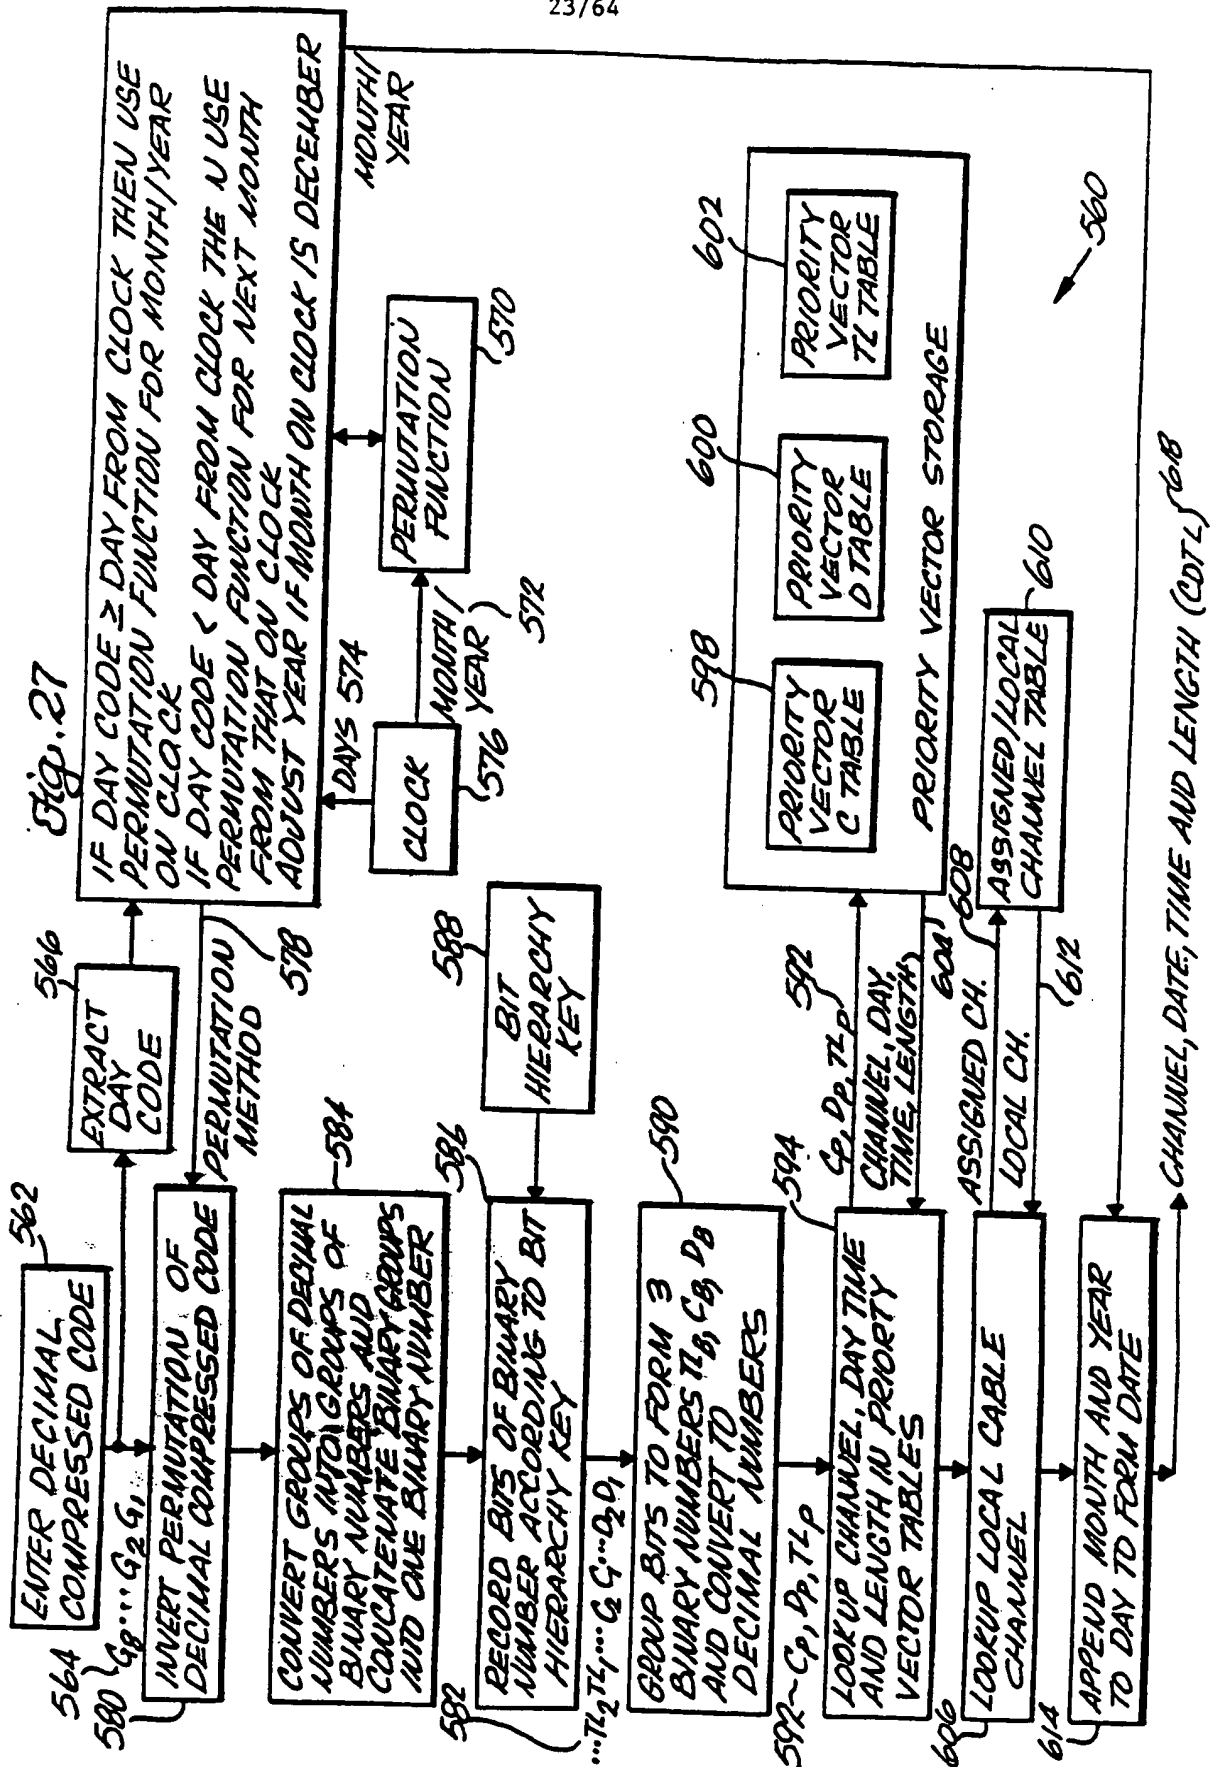 23/64
Fig. 27
562
ENTER DECIMAL
COMPRESSED CODE
564
G8 .... G2 G1
566
EXTRACT
DAY
CODE
IF DAY CODE ≥ DAY FROM CLOCK THEN USE
PERMUTATION FUNCTION FOR MONTH/YEAR
ON CLOCK
IF DAY CODE < DAY FROM CLOCK THE N USE
PERMUTATION FUNCTION FOR NEXT MONTH
FROM THAT ON CLOCK
ADJUST YEAR IF MONTH ON CLOCK IS DECEMBER
MONTH/
YEAR
580
INVERT PERMUTATION OF
DECIMAL COMPRESSED CODE
PERMUTATION
METHOD
578
DAYS 574
CLOCK
576
MONTH/
YEAR
572
PERMUTATION
FUNCTION
570
584
CONVERT GROUPS OF DECIMAL
NUMBERS INTO GROUPS OF
BINARY NUMBERS AND
CONCATENATE BINARY GROUPS
INTO ONE BINARY NUMBER
582
586
RECORD BITS OF BINARY
NUMBER ACCORDING TO BIT
HIERARCHY KEY
588
BIT
HIERARCHY
KEY
...TL2 TL1 ... C2 C1 ... D2 D1
590
GROUP BITS TO FORM 3
BINARY NUMBERS TLB, CB, DB
AND CONVERT TO
DECIMAL NUMBERS
592 ~ CP, DP, TLP
594
LOOKUP CHANNEL, DAY TIME
AND LENGTH IN PRIORTY
VECTOR TABLES
CP, DP, TLP
592
CHANNEL, DAY,
TIME, LENGTH
604
598
PRIORITY
VECTOR
C TABLE
600
PRIORITY
VECTOR
D TABLE
602
PRIORITY
VECTOR
TL TABLE
PRIORITY VECTOR STORAGE
560
606
LOOKUP LOCAL CABLE
CHANNEL
ASSIGNED CH.
608
LOCAL CH.
612
ASSIGNED/LOCAL
CHANNEL TABLE
610
614
APPEND MONTH AND YEAR
TO DAY TO FORM DATE
CHANNEL, DATE, TIME AND LENGTH (CDTL)
618